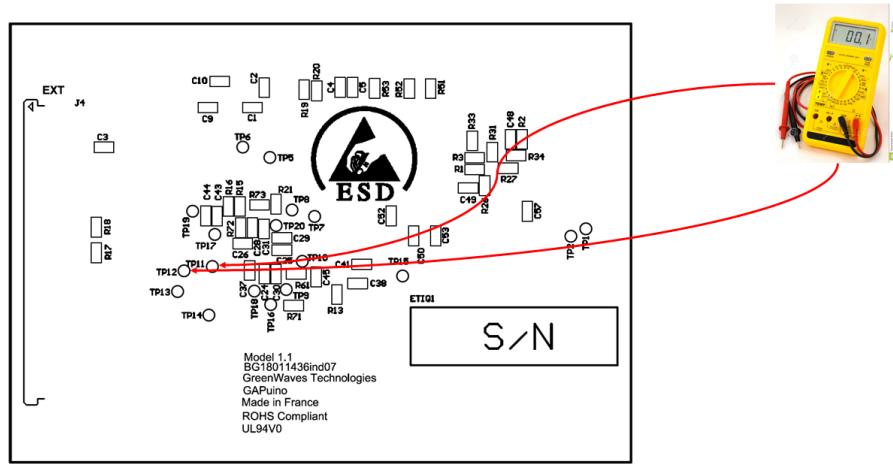 00.1
EXT
J4
C10
C2
R19
R20
C4
C5
R53
R52
R51
C9
C1
C3
TP6
TP5
ESD
R33
R31
C48
R2
R3
R1
R34
R27
C49
R26
C57
R18
R17
C44
C43
R16
R15
R73
R21
TP8
TP7
TP19
TP17
R72
C28
C31
TP20
C29
C26
C52
C50
C53
TP2
TP1
TP11
TP12
TP10
C41
TP15
C37
C24
C30
R61
C45
C38
TP13
TP18
TP9
R13
TP14
TP16
R71
ETIQ1
S/N
Model 1.1
BG18011436ind07
GreenWaves Technologies
GAPuino
Made in France
ROHS Compliant
UL94V0